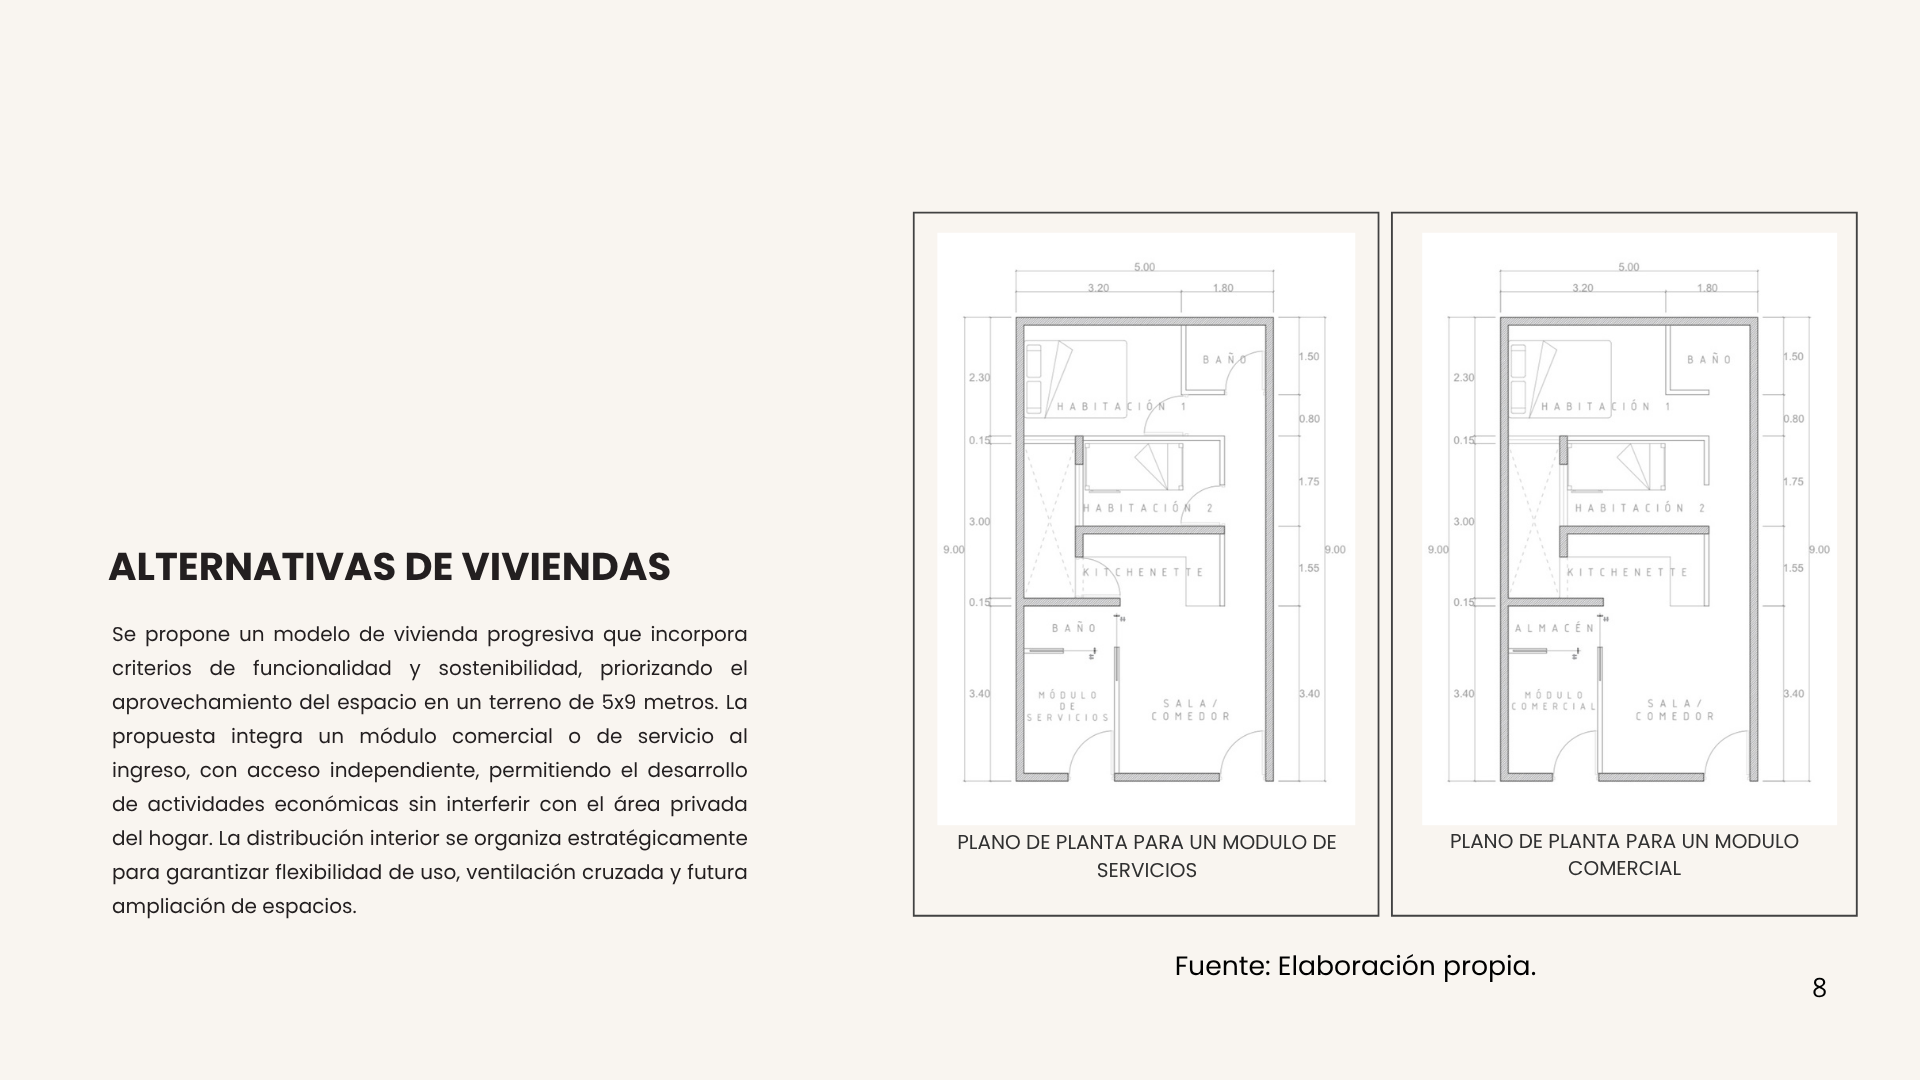 ALTERNATIVAS DE VIVIENDAS
Se propone un modelo de vivienda progresiva que incorpora
criterios de funcionalidad y sostenibilidad, priorizando el
aprovechamiento del espacio en un terreno de 5x9 metros. La
propuesta integra un módulo comercial o de servicio al
ingreso, con acceso independiente, permitiendo el desarrollo
de actividades económicas sin interferir con el área privada
del hogar. La distribución interior se organiza estratégicamente
para garantizar flexibilidad de uso, ventilación cruzada y futura
ampliación de espacios.
5.00
3.20 1.80
BAÑO
1.50
2.30
HABITACIÓN 1
0.80
0.15
1.75
HABITACIÓN 2
3.00
9.00
9.00
KITCHENETTE
1.55
0.15
BAÑO
3.40
MÓDULO
DE
SERVICIOS
SALA/
COMEDOR
3.40
PLANO DE PLANTA PARA UN MODULO DE
SERVICIOS
5.00
3.20 1.80
BAÑO
1.50
2.30
HABITACIÓN 1
0.80
0.15
1.75
HABITACIÓN 2
3.00
9.00
9.00
KITCHENETTE
1.55
0.15
ALMACÉN
3.40
MÓDULO
COMERCIAL
SALA/
COMEDOR
3.40
PLANO DE PLANTA PARA UN MODULO
COMERCIAL
Fuente: Elaboración propia.
8